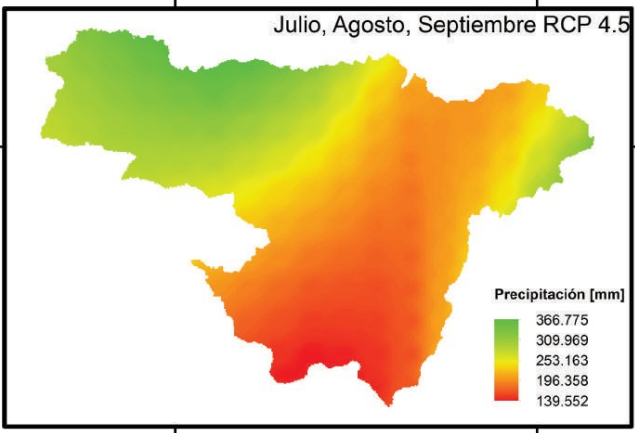 Julio, Agosto, Septiembre RCP 4.5
Precipitación [mm]
366.775
309.969
253.163
196.358
139.552